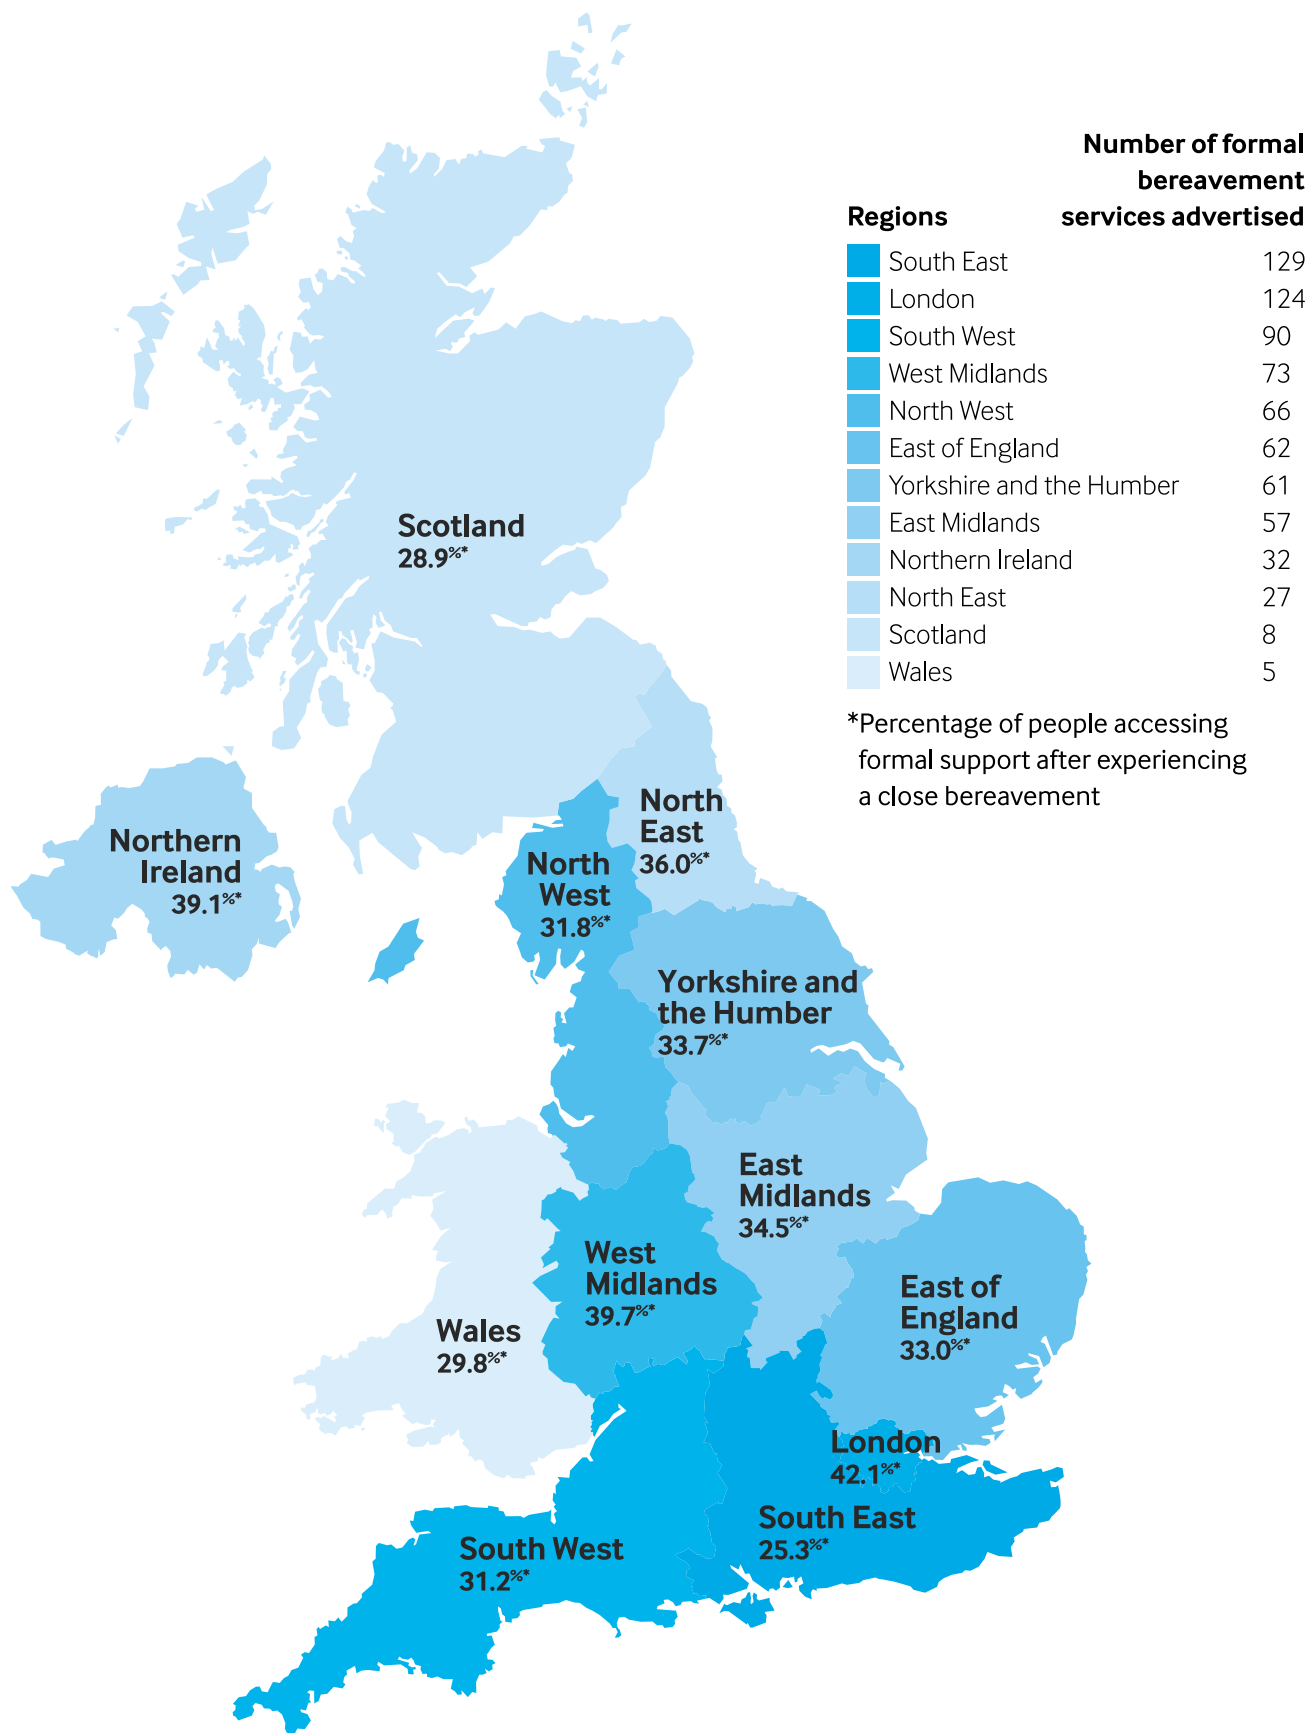 Number of formal
bereavement
Regions services advertised
South East 129
London 124
South West 90
West Midlands 73
North West 66
East of England 62
Yorkshire and the Humber 61
East Midlands 57
Northern Ireland 32
North East 27
Scotland 8
Wales 5
*Percentage of people accessing
formal support after experiencing
a close bereavement
Scotland
28.9%*
North
East
36.0%*
Northern
Ireland
39.1%*
North
West
31.8%*
Yorkshire and
the Humber
33.7%*
East
Midlands
34.5%*
West
Midlands
39.7%*
East of
England
33.0%*
Wales
29.8%*
London
42.1%*
South East
25.3%*
South West
31.2%*